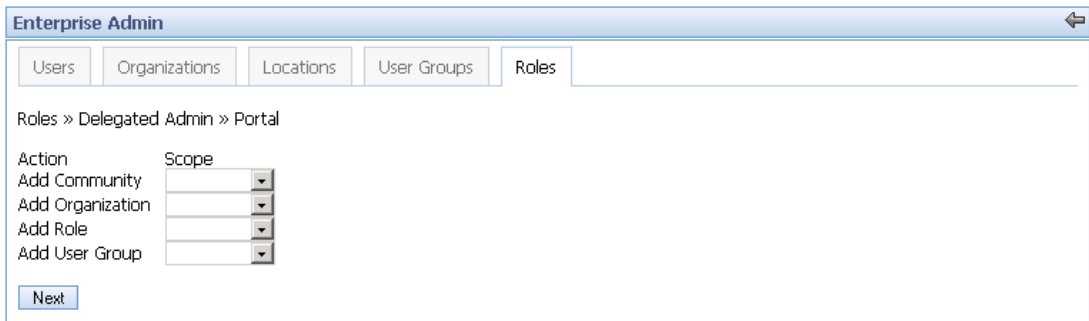 Enterprise Admin
Users Organizations Locations User Groups Roles
Roles » Delegated Admin » Portal
Action Scope
Add Community
Add Organization
Add Role
Add User Group
Next